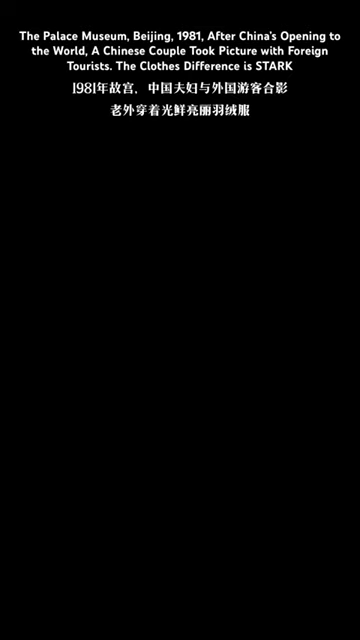 The Palace Museum, Beijing, 1981, After China's Opening to
the World, A Chinese Couple Took Picture with Foreign
Tourists. The Clothes Difference is STARK
1981年故宫，中国夫妇与外国游客合影
老外穿着光鲜亮丽羽绒服